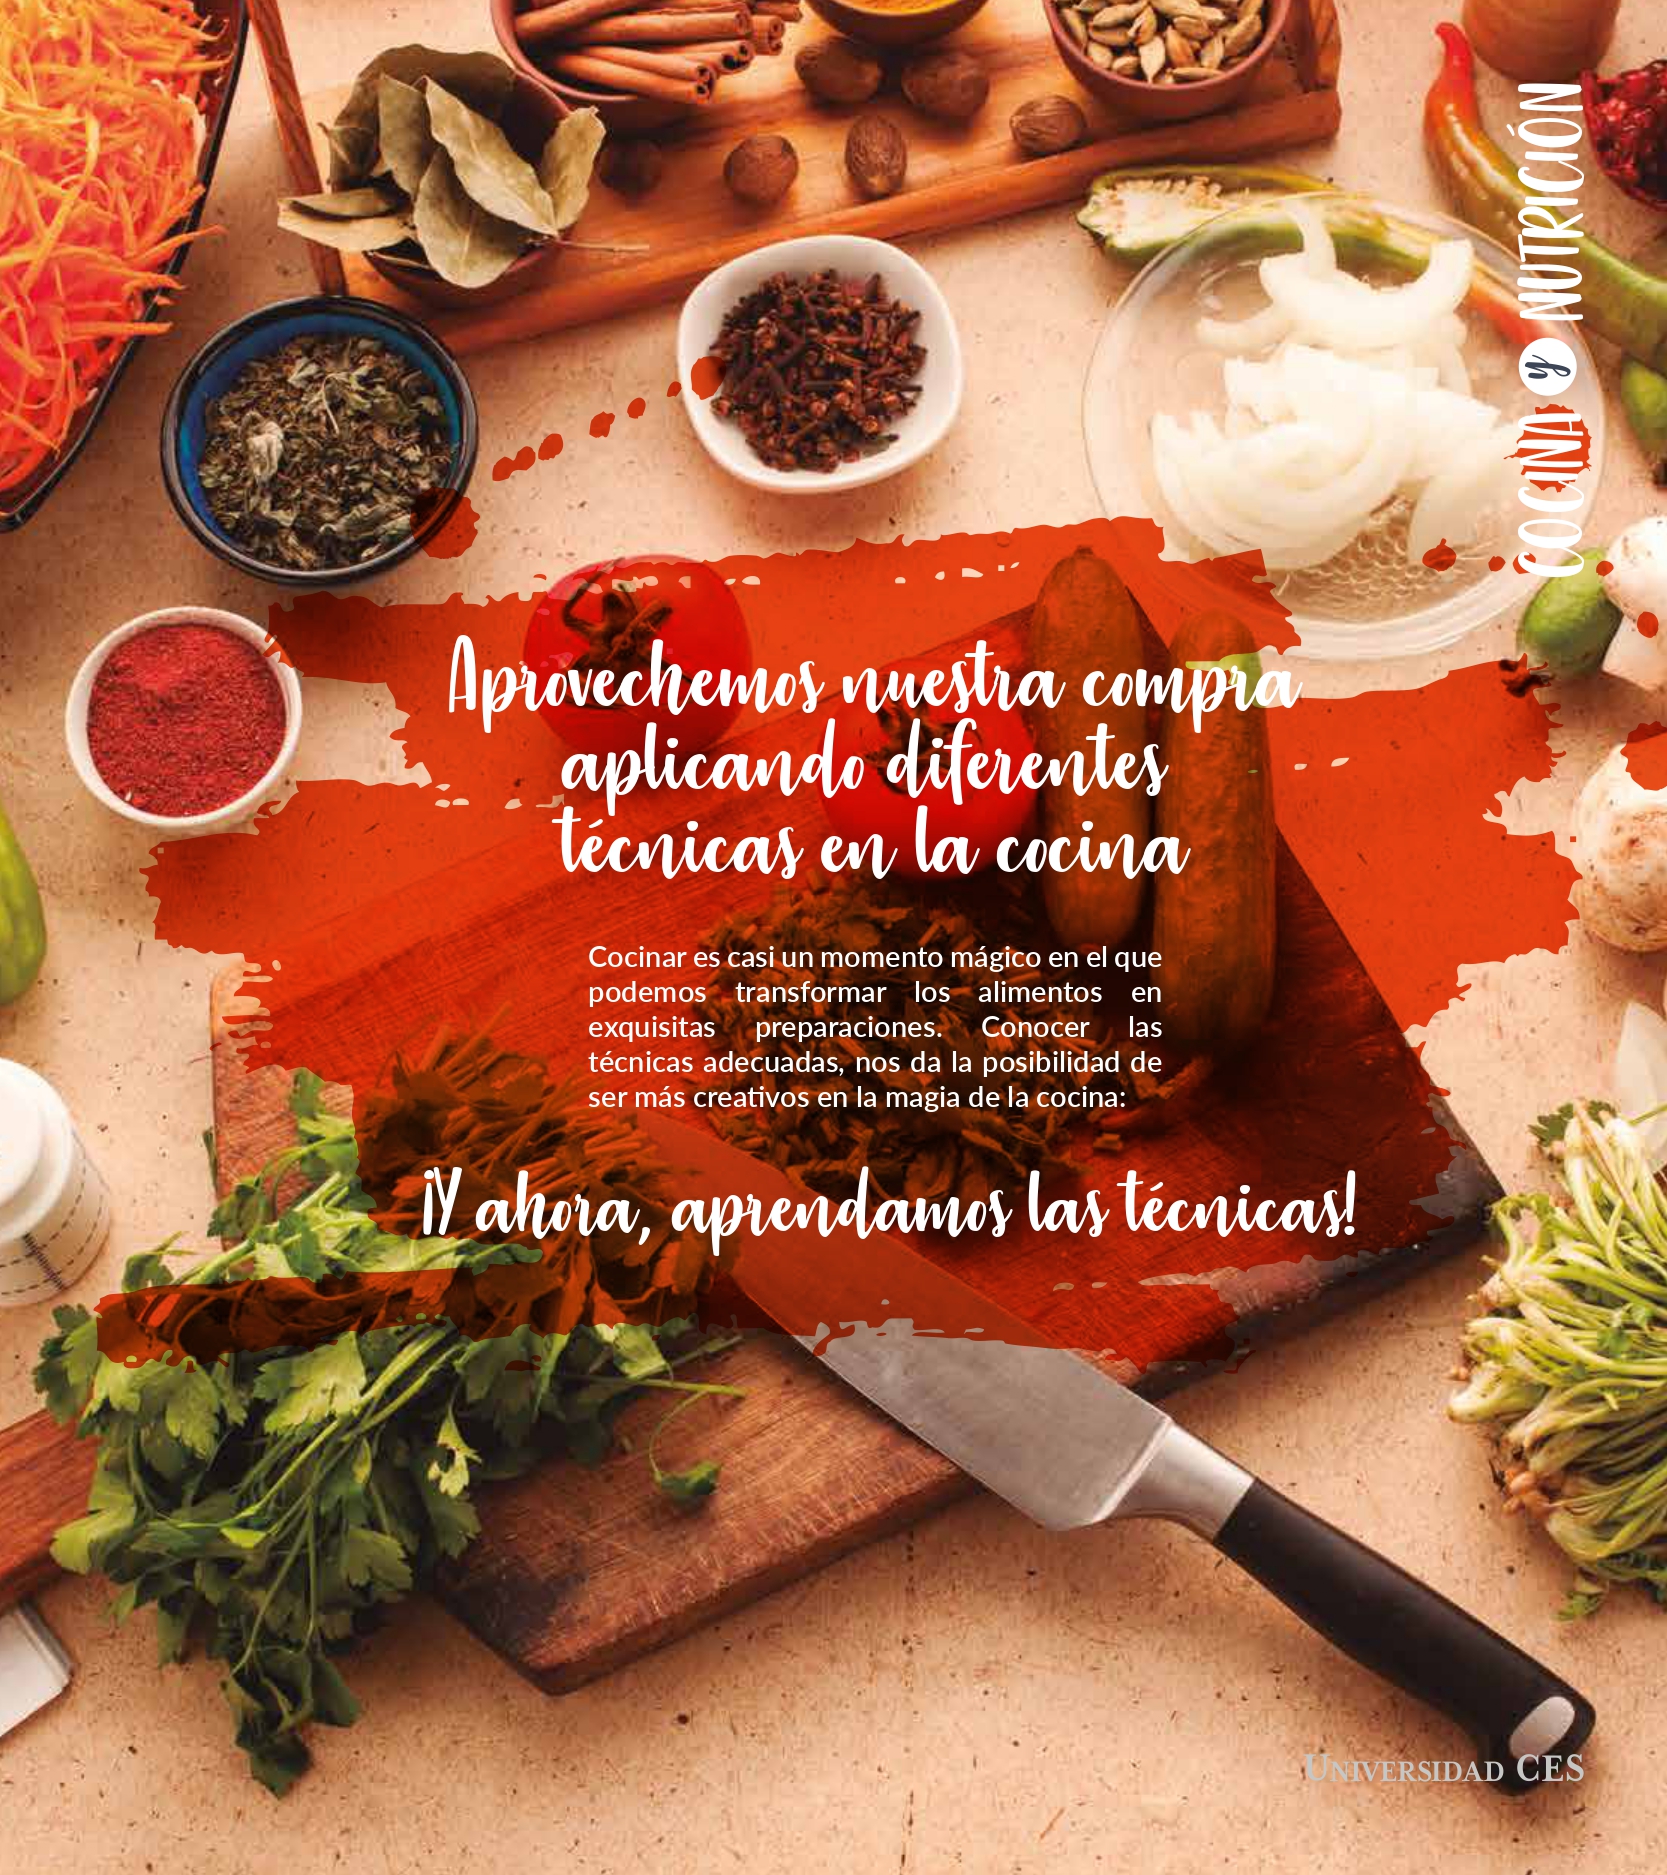 COCINA y NUTRICIÓN
Aprovechemos nuestra compra
aplicando diferentes
técnicas en la cocina
Cocinar es casi un momento mágico en el que
podemos transformar los alimentos en
exquisitas preparaciones. Conocer las
técnicas adecuadas, nos da la posibilidad de
ser más creativos en la magia de la cocina:
¡Y ahora, aprendamos las técnicas!
UNIVERSIDAD CES